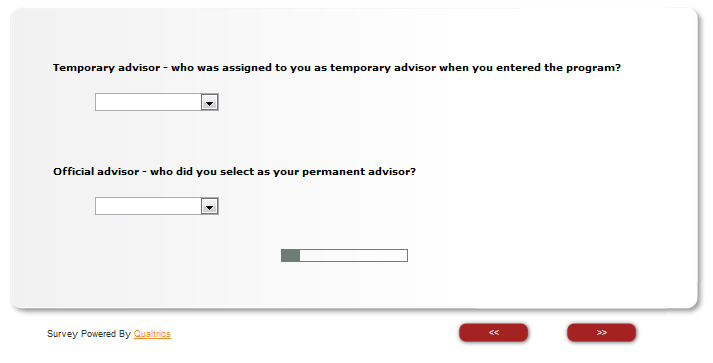 Temporary advisor - who was assigned to you as temporary advisor when you entered the program?
Official advisor - who did you select as your permanent advisor?
Survey Powered By Qualtrics
<<
>>